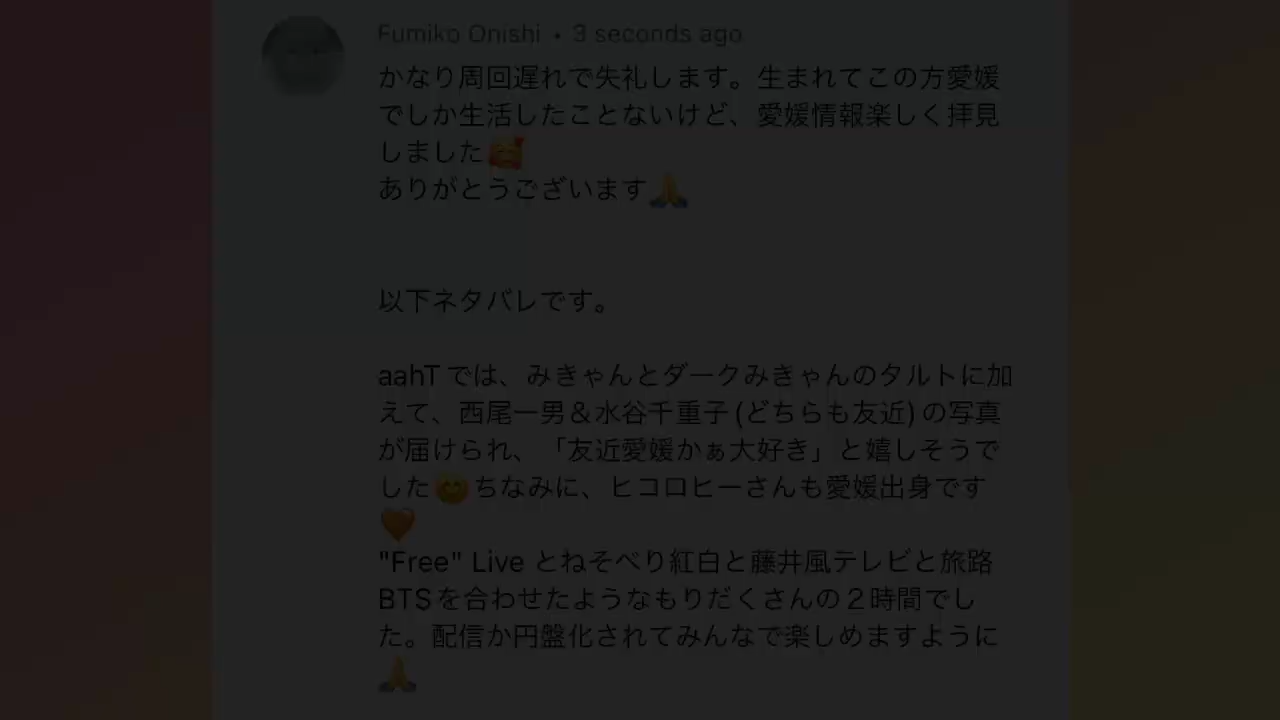 Fumiko Onishi • 3 seconds ago
かなり周回遅れで失礼します。生まれてこの方愛媛
でしか生活したことないけど、愛媛情報楽しく拝見
しました🥰
ありがとうございます🙏
以下ネタバレです。
aahT では、みきゃんとダークみきゃんのタルトに加
えて、西尾一男＆水谷千重子 (どちらも友近) の写真
が届けられ、「友近愛媛かぁ大好き」と嬉しそうで
した😊 ちなみに、ヒコロヒーさんも愛媛出身です
🧡
"Free" Live とねそべり紅白と藤井風テレビと旅路
BTSを合わせたようなもりだくさんの２時間でし
た。配信か円盤化されてみんなで楽しめますように
🙏